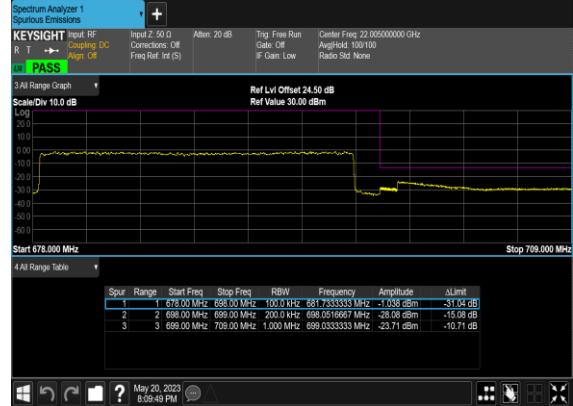 Spectrum Analyzer 1
Spurious Emissions
KEYSIGHT Input: RF
R T Coupling: DC
Align: Off
Input Z: 50 Ω
Corrections: Off
Freq Ref: Int (S)
Atten: 20 dB
Trig: Free Run
Gate: Off
IF Gain: Low
Center Freq: 22.005000000 GHz
Avg|Hold: 100/100
Radio Std: None
PASS
3 All Range Graph
Ref Lvl Offset 24.50 dB
Scale/Div 10.0 dB Ref Value 30.00 dBm
Log
20.0
10.0
0.00
-10.0
-20.0
-30.0
-40.0
-50.0
-60.0
Start 678.000 MHz Stop 709.000 MHz
4 All Range Table
Spur Range Start Freq Stop Freq RBW Frequency Amplitude ΔLimit
1 1 678.00 MHz 698.00 MHz 100.0 kHz 681.7333333 MHz -1.038 dBm -31.04 dB
2 2 698.00 MHz 699.00 MHz 200.0 kHz 698.0516667 MHz -28.08 dBm -15.08 dB
3 3 699.00 MHz 709.00 MHz 1.000 MHz 699.0333333 MHz -23.71 dBm -10.71 dB
? May 20, 2023
8:09:49 PM